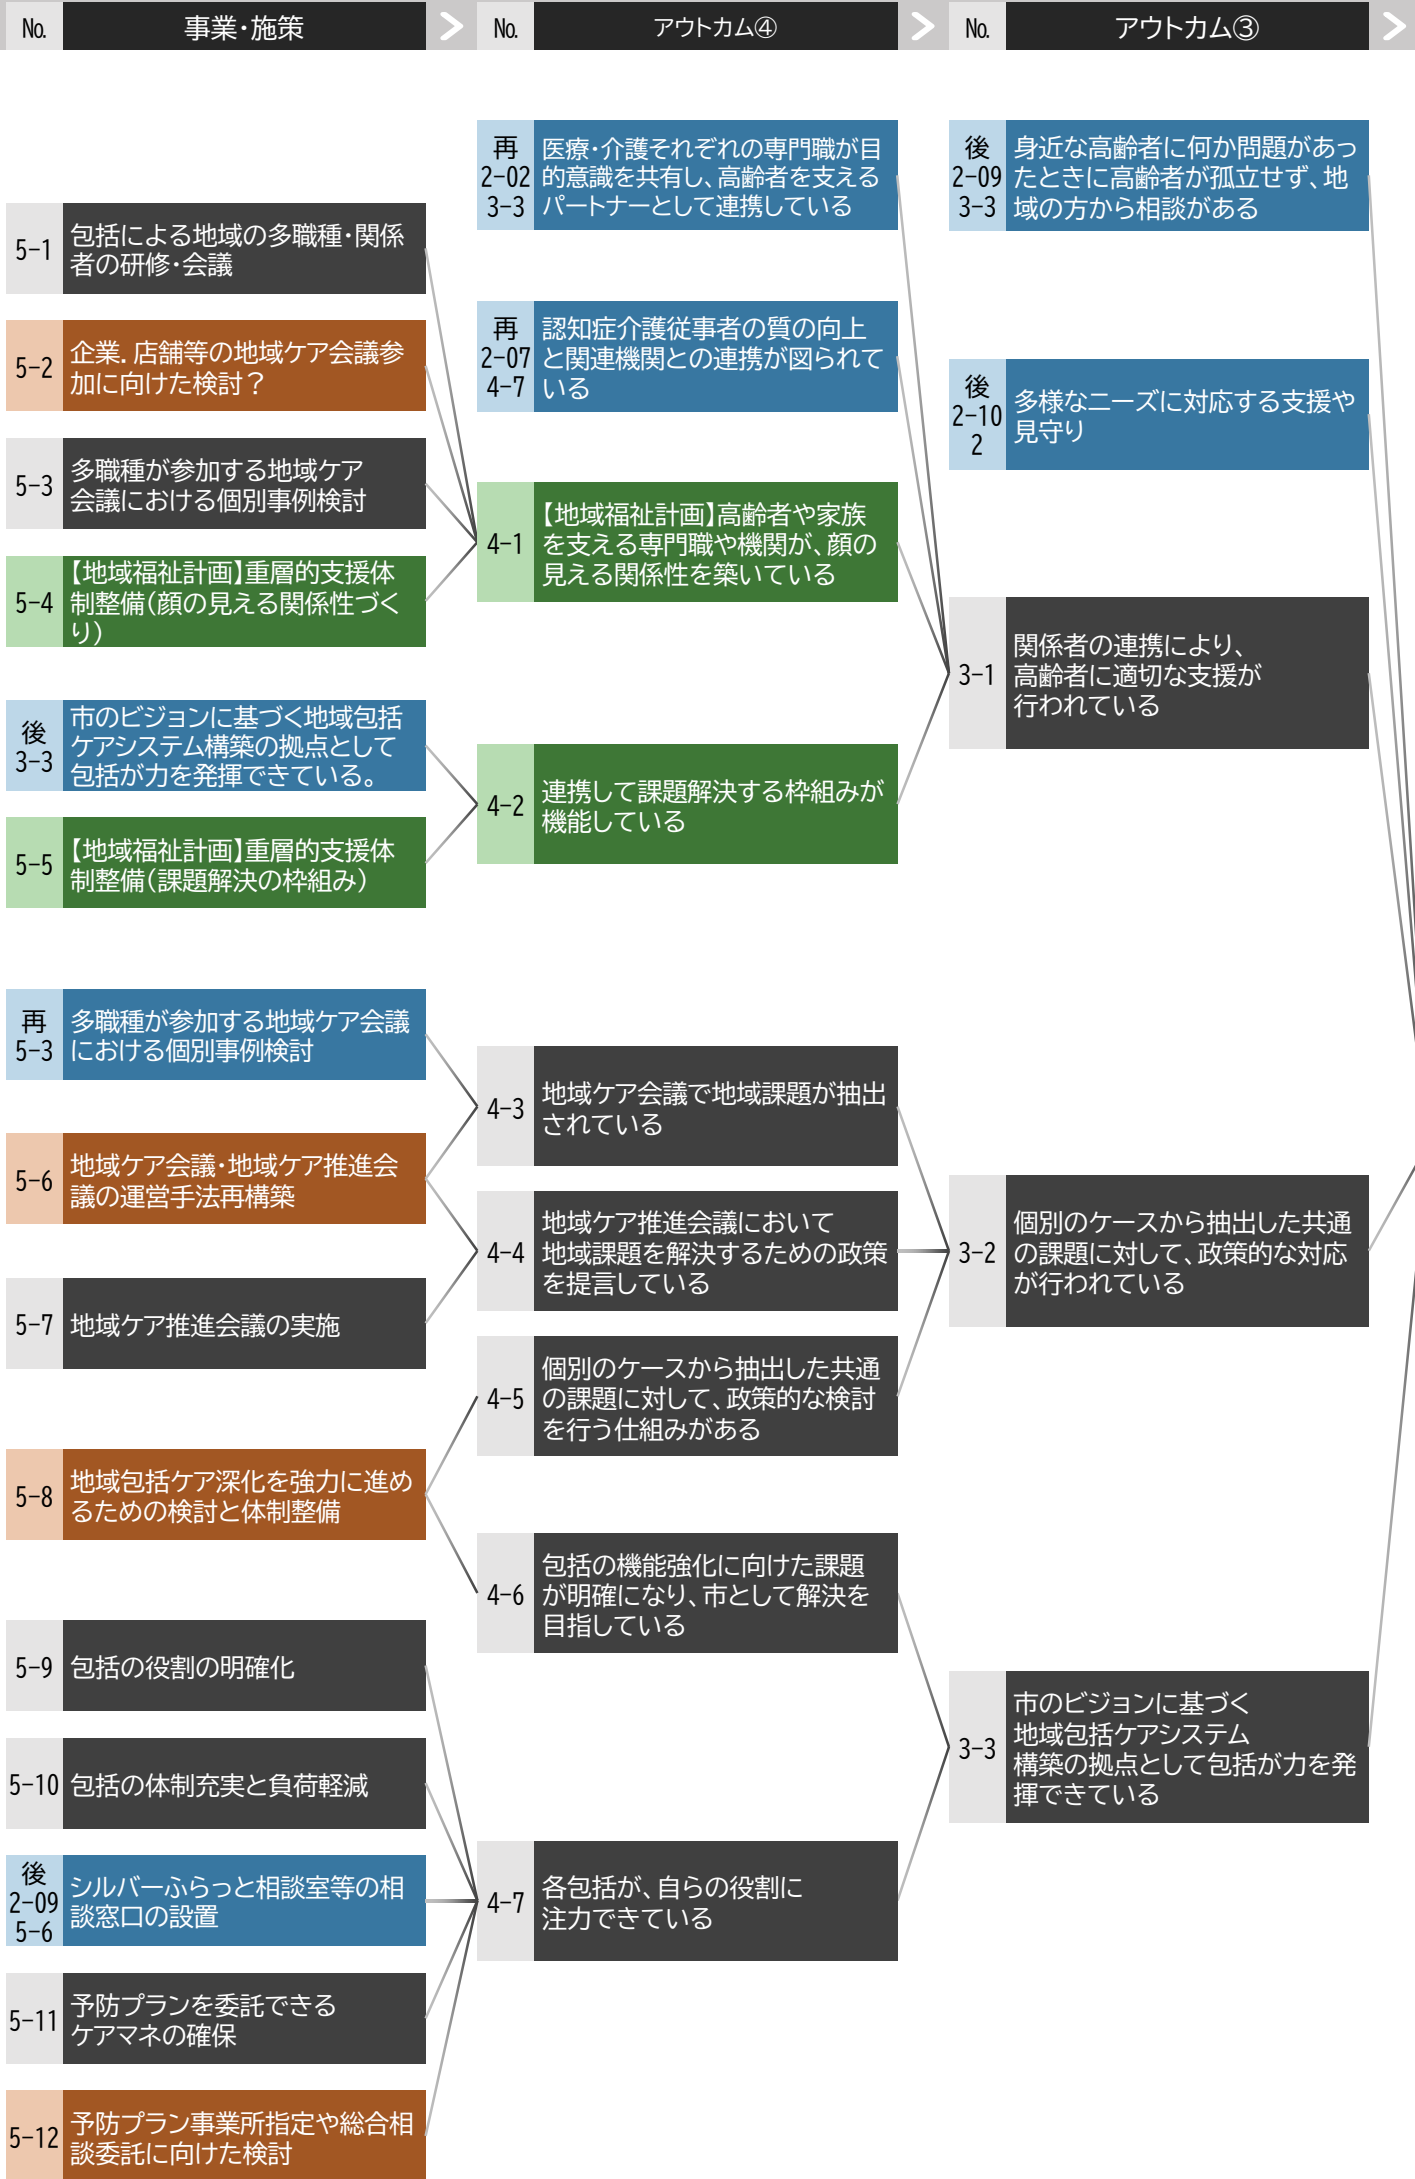 No.
事業・施策
No.
アウトカム④
No.
アウトカム③
再
2-02
3-3
医療・介護それぞれの専門職が目
的意識を共有し、高齢者を支える
パートナーとして連携している
後
2-09
3-3
身近な高齢者に何か問題があっ
たときに高齢者が孤立せず、地
域の方から相談がある
5-1
包括による地域の多職種・関係
者の研修・会議
再
2-07
4-7
認知症介護従事者の質の向上
と関連機関との連携が図られて
いる
5-2
企業．店舗等の地域ケア会議参
加に向けた検討？
後
2-10
2
多様なニーズに対応する支援や
見守り
5-3
多職種が参加する地域ケア
会議における個別事例検討
4-1
【地域福祉計画】高齢者や家族
を支える専門職や機関が、顔の
見える関係性を築いている
5-4
【地域福祉計画】重層的支援体
制整備（顔の見える関係性づく
り）
3-1
関係者の連携により、
高齢者に適切な支援が
行われている
後
3-3
市のビジョンに基づく地域包括
ケアシステム構築の拠点として
包括が力を発揮できている。
4-2
連携して課題解決する枠組みが
機能している
5-5
【地域福祉計画】重層的支援体
制整備（課題解決の枠組み）
再
5-3
多職種が参加する地域ケア会議
における個別事例検討
4-3
地域ケア会議で地域課題が抽出
されている
5-6
地域ケア会議・地域ケア推進会
議の運営手法再構築
4-4
地域ケア推進会議において
地域課題を解決するための政策
を提言している
3-2
個別のケースから抽出した共通
の課題に対して、政策的な対応
が行われている
5-7
地域ケア推進会議の実施
4-5
個別のケースから抽出した共通
の課題に対して、政策的な検討
を行う仕組みがある
5-8
地域包括ケア深化を強力に進め
るための検討と体制整備
4-6
包括の機能強化に向けた課題
が明確になり、市として解決を
目指している
5-9
包括の役割の明確化
3-3
市のビジョンに基づく
地域包括ケアシステム
構築の拠点として包括が力を発
揮できている
5-10
包括の体制充実と負荷軽減
後
2-09
5-6
シルバーふらっと相談室等の相
談窓口の設置
4-7
各包括が、自らの役割に
注力できている
5-11
予防プランを委託できる
ケアマネの確保
5-12
予防プラン事業所指定や総合相
談委託に向けた検討